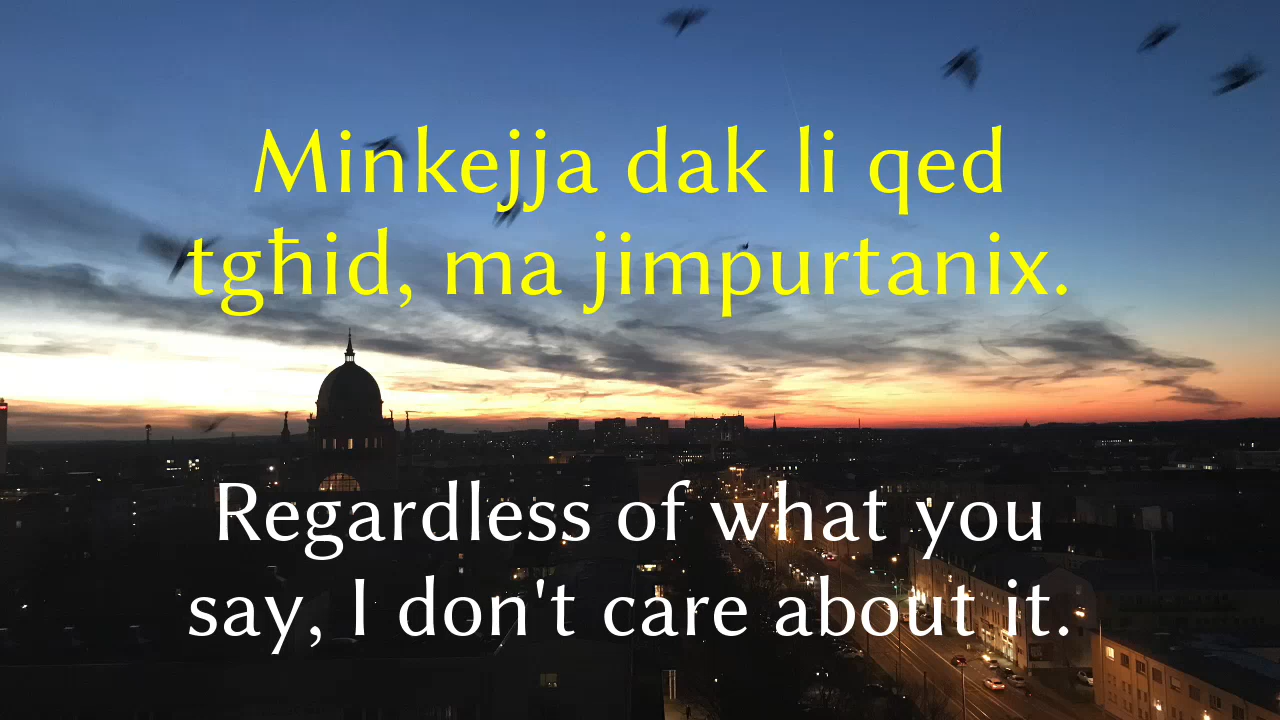 Minkejja dak li qed
tgħid, ma jimpurtanix.
Regardless of what you
say, I don't care about it.